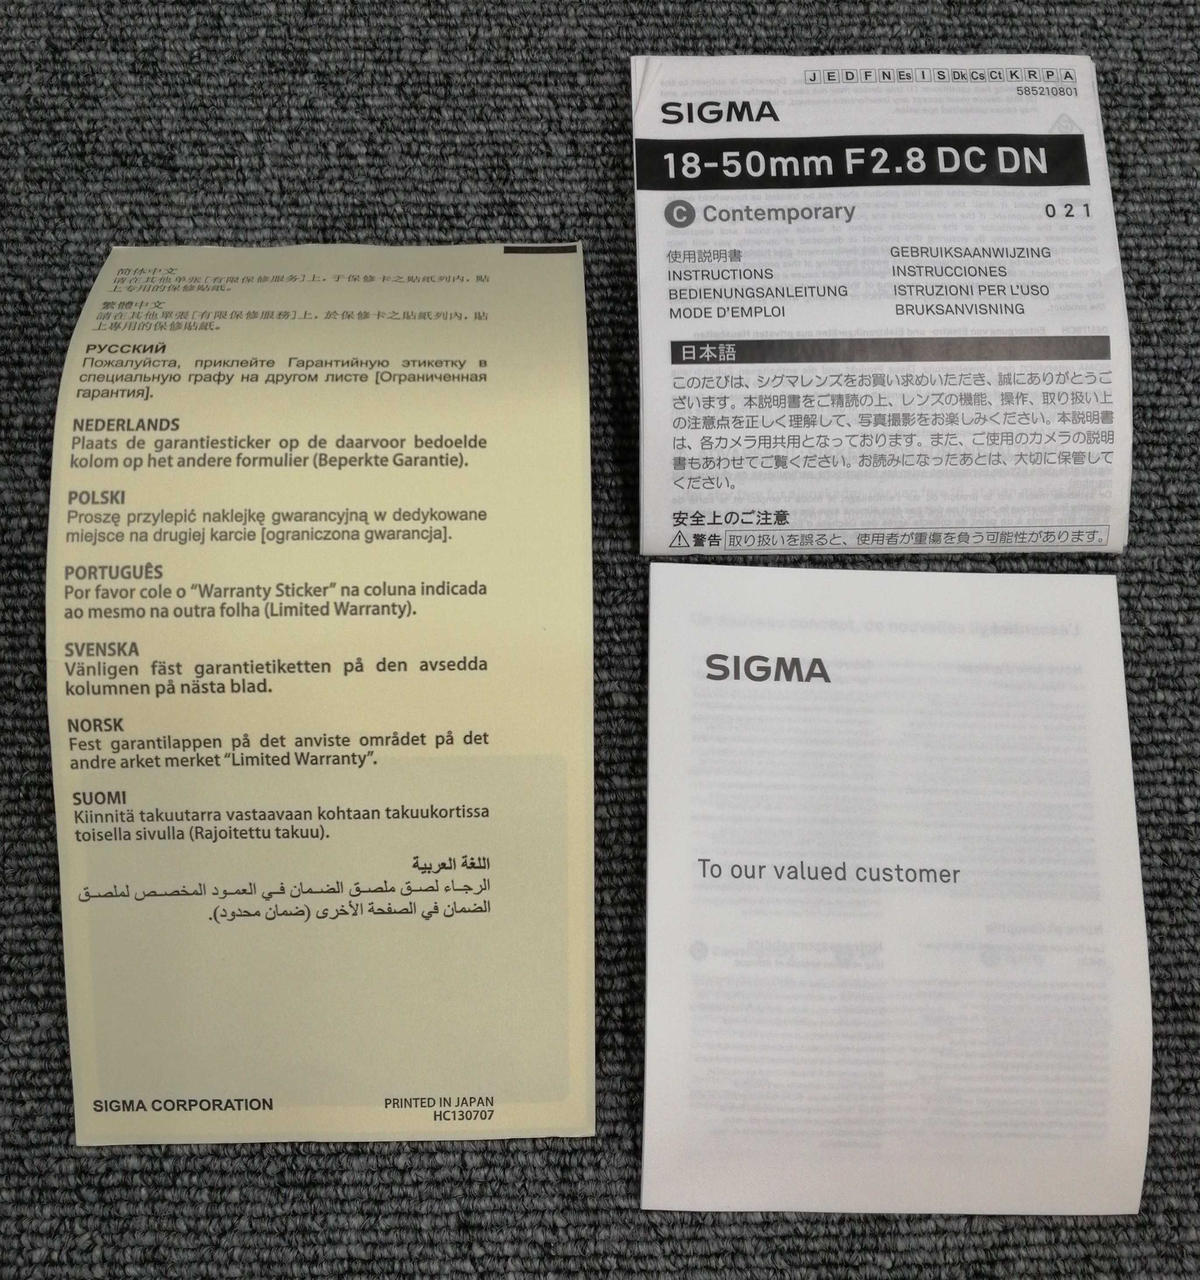 简体中文
请在其他单张[有限保修服务]上，于保修卡之贴纸列内，贴
上专用的保修贴纸。
繁體中文
請在其他單張[有限保修服務]上，於保修卡之貼紙列內，貼
上專用的保修貼紙。
РУССКИЙ
Пожалуйста, приклейте Гарантийную этикетку в
специальную графу на другом листе [Ограниченная
гарантия].
NEDERLANDS
Plaats de garantiesticker op de daarvoor bedoelde
kolom op het andere formulier (Beperkte Garantie).
POLSKI
Proszę przylepić naklejkę gwarancyjną w dedykowane
miejsce na drugiej karcie [ograniczona gwarancja].
PORTUGUÊS
Por favor cole o “Warranty Sticker” na coluna indicada
ao mesmo na outra folha (Limited Warranty).
SVENSKA
Vänligen fäst garantietiketten på den avsedda
kolumnen på nästa blad.
NORSK
Fest garantilappen på det anviste området på det
andre arket merket “Limited Warranty”.
SUOMI
Kiinnitä takuutarra vastaavaan kohtaan takuukortissa
toisella sivulla (Rajoitettu takuu).
اللغة العربية
الرجاء لصق ملصق الضمان في العمود المخصص لملصق
الضمان في الصفحة الأخرى (ضمان محدود).
SIGMA CORPORATION
PRINTED IN JAPAN
HC130707
J E D F N Es I S Dk Cs Ct K R P A
585210801
SIGMA
18-50mm F2.8 DC DN
C Contemporary
021
使用説明書
INSTRUCTIONS
BEDIENUNGSANLEITUNG
MODE D'EMPLOI
GEBRUIKSAANWIJZING
INSTRUCCIONES
ISTRUZIONI PER L'USO
BRUKSANVISNING
日本語
このたびは、シグマレンズをお買い求めいただき、誠にありがとうご
ざいます。本説明書をご精読の上、レンズの機能、操作、取り扱い上
の注意点を正しく理解して、写真撮影をお楽しみください。本説明書
は、各カメラ用共用となっております。また、ご使用のカメラの説明
書もあわせてご覧ください。お読みになったあとは、大切に保管して
ください。
安全上のご注意
⚠警告 取り扱いを誤ると、使用者が重傷を負う可能性があります。
SIGMA
To our valued customer